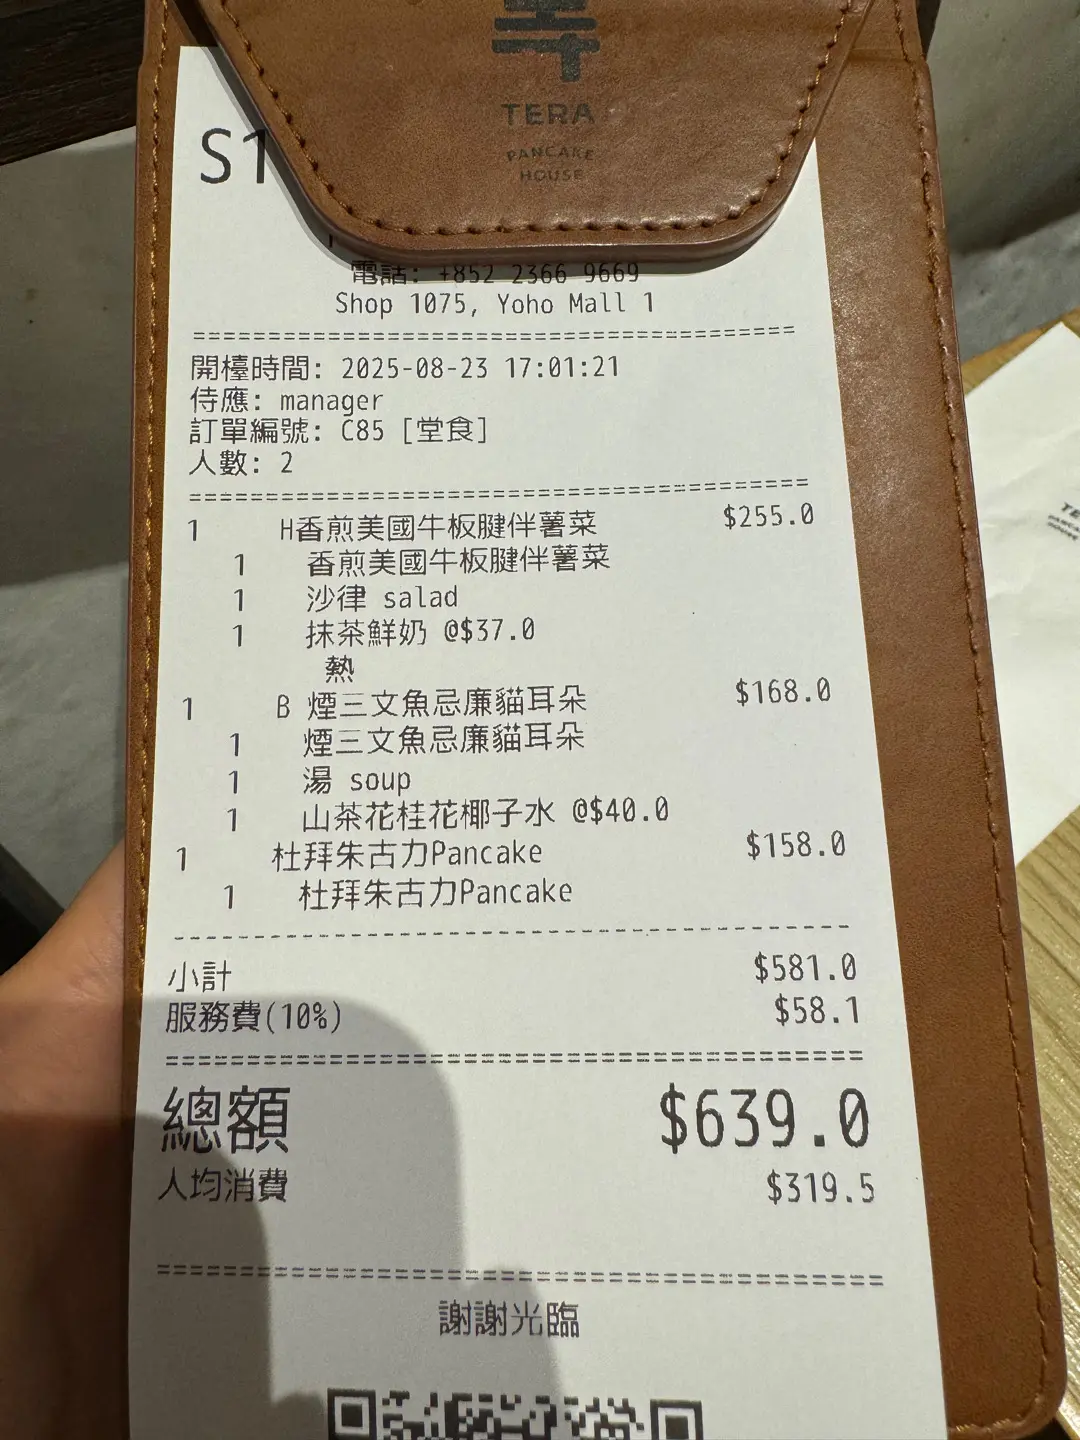 TERA
PANCAKE
HOUSE
S1
電話: +852 2366 9669
Shop 1075, Yoho Mall 1
========================================
開檯時間: 2025-08-23 17:01:21
侍應: manager
訂單編號: C85 [堂食]
人數: 2
========================================
1 H香煎美國牛板腱伴薯菜 $255.0
1 香煎美國牛板腱伴薯菜
1 沙律 salad
1 抹茶鮮奶 @$37.0
熱
1 B 煙三文魚忌廉貓耳朵 $168.0
1 煙三文魚忌廉貓耳朵
1 湯 soup
1 山茶花桂花椰子水 @$40.0
1 杜拜朱古力Pancake $158.0
1 杜拜朱古力Pancake
----------------------------------------
小計 $581.0
服務費(10%) $58.1
========================================
總額 $639.0
人均消費 $319.5
========================================
謝謝光臨